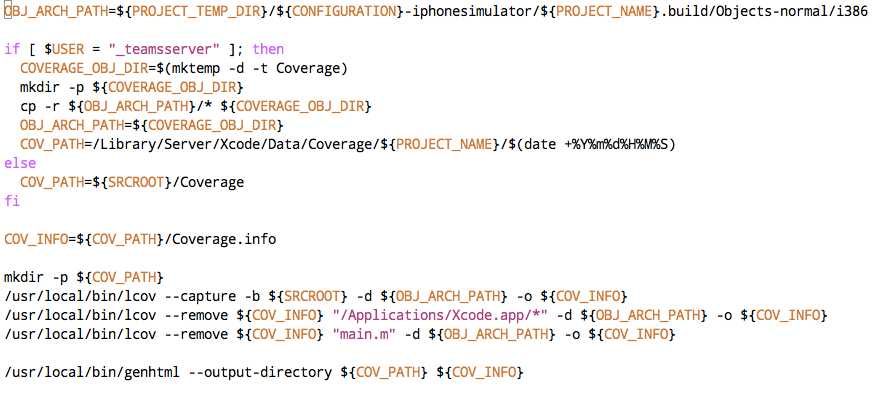 OBJ_ARCH_PATH=${PROJECT_TEMP_DIR}/${CONFIGURATION}-iphonesimulator/${PROJECT_NAME}.build/Objects-normal/i386
if [ $USER = "_teamsserver" ]; then
COVERAGE_OBJ_DIR=$(mktemp -d -t Coverage)
mkdir -p ${COVERAGE_OBJ_DIR}
cp -r ${OBJ_ARCH_PATH}/* ${COVERAGE_OBJ_DIR}
OBJ_ARCH_PATH=${COVERAGE_OBJ_DIR}
COV_PATH=/Library/Server/Xcode/Data/Coverage/${PROJECT_NAME}/$(date +%Y%m%d%H%M%S)
else
COV_PATH=${SRCROOT}/Coverage
fi
COV_INFO=${COV_PATH}/Coverage.info
mkdir -p ${COV_PATH}
/usr/local/bin/lcov --capture -b ${SRCROOT} -d ${OBJ_ARCH_PATH} -o ${COV_INFO}
/usr/local/bin/lcov --remove ${COV_INFO} "/Applications/Xcode.app/*" -d ${OBJ_ARCH_PATH} -o ${COV_INFO}
/usr/local/bin/lcov --remove ${COV_INFO} "main.m" -d ${OBJ_ARCH_PATH} -o ${COV_INFO}
/usr/local/bin/genhtml --output-directory ${COV_PATH} ${COV_INFO}